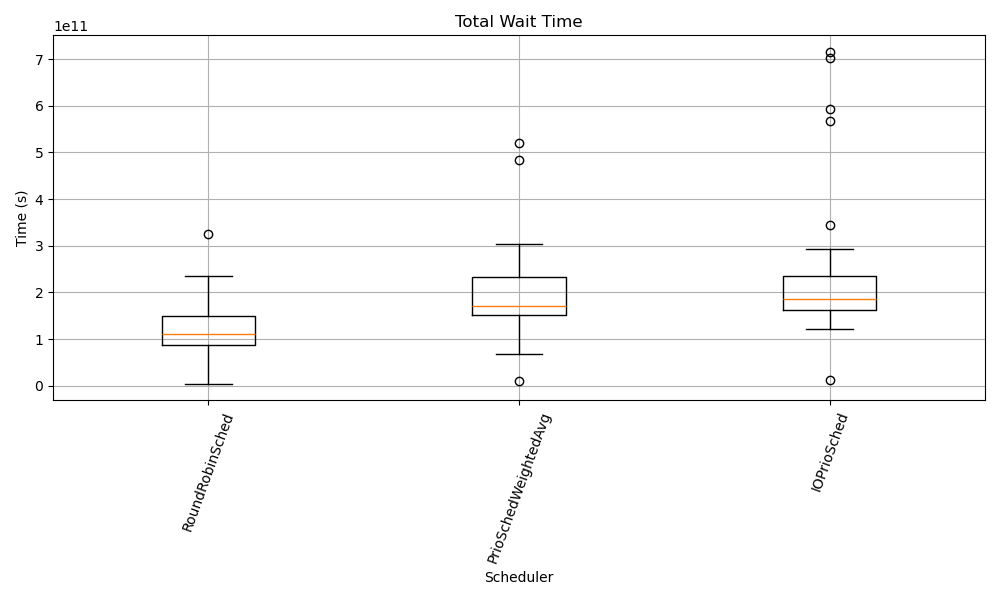 Total Wait Time
1e11
7
6
5
4
3
2
1
0
Time (s)
RoundRobinSched
PrioSchedWeightedAvg
IOPrioSched
Scheduler